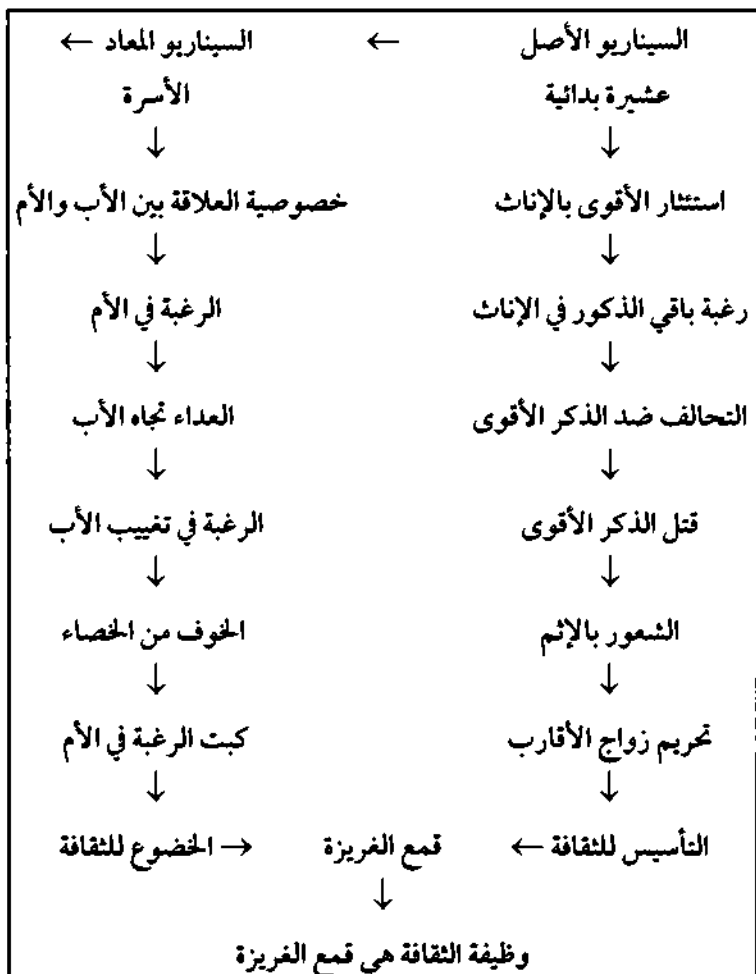 السيناريو الأصل ← السيناريو المعاد ←
عشيرة بدائية الأسرة
↓ ↓
استئثار الأقوى بالإناث خصوصية العلاقة بين الأب والأم
↓ ↓
رغبة باقي الذكور في الإناث الرغبة في الأم
↓ ↓
التحالف ضد الذكر الأقوى العداء تجاه الأب
↓ ↓
قتل الذكر الأقوى الرغبة في تغييب الأب
↓ ↓
الشعور بالإثم الخوف من الخصاء
↓ ↓
تحريم زواج الأقارب كبت الرغبة في الأم
↓ ↓
التأسيس للثقافة ← قمع الغريزة → الخضوع للثقافة
↓
وظيفة الثقافة هي قمع الغريزة